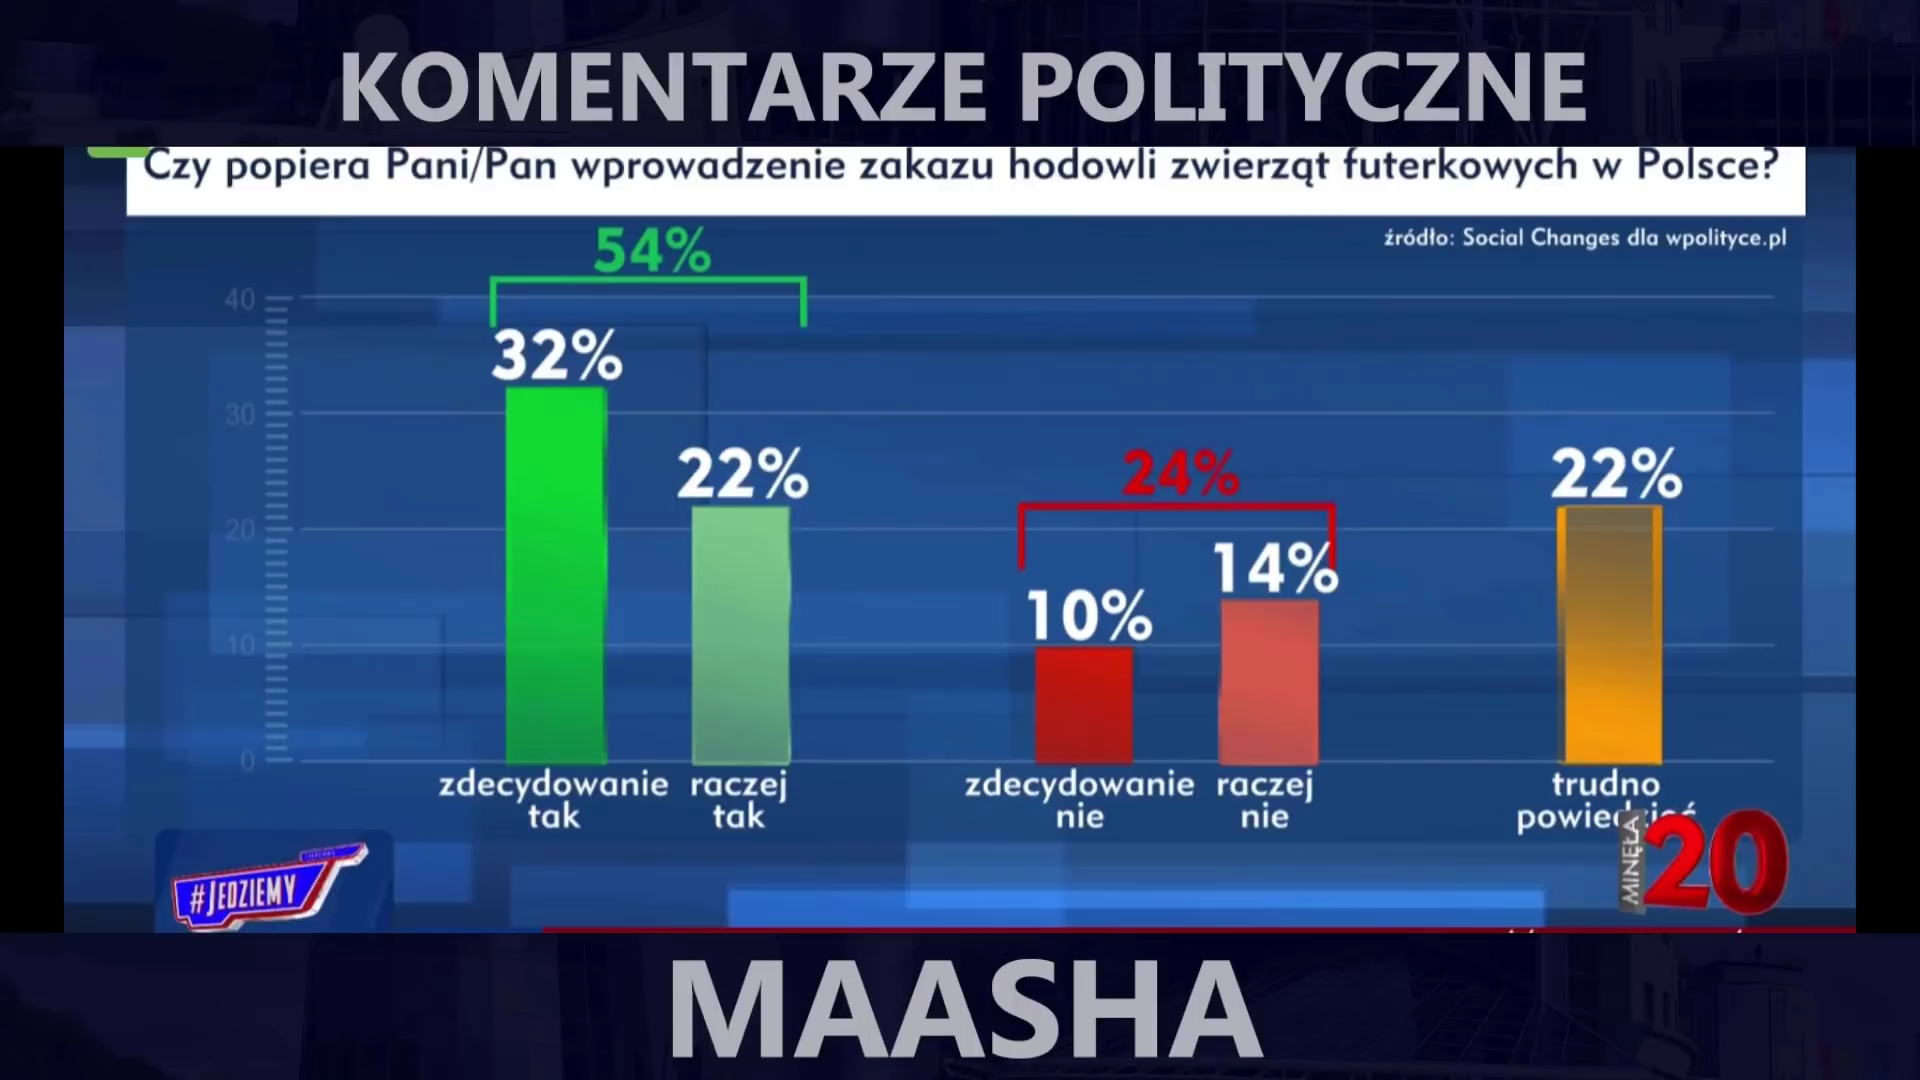 KOMENTARZE POLITYCZNE
Czy popiera Pani/Pan wprowadzenie zakazu hodowli zwierząt futerkowych w Polsce?
źródło: Social Changes dla wpolityce.pl
54%
40
32%
30
24%
22%
22%
20
14%
10%
10
0
zdecydowanie tak
raczej tak
zdecydowanie nie
raczej nie
trudno powiedzieć
#JEDZIEMY
MINĘŁA 20
MAASHA